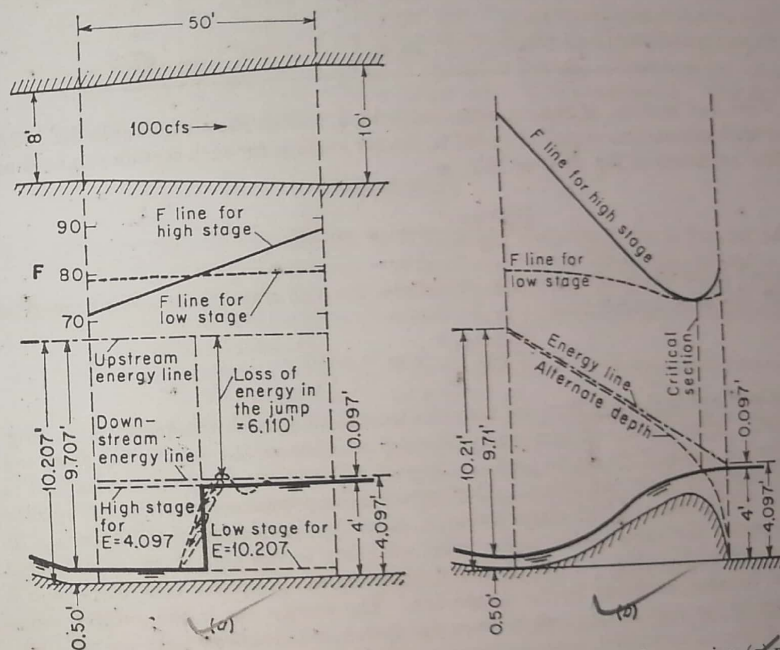 50'
8'
100 cfs
10'
90
F line for
high stage
F
80
F line for
low stage
70
Upstream
energy line
Loss of
energy in
the jump
=6.110'
Down-
stream
energy line
10.207'
9.707'
0.097'
High stage
for
E=4.097
Low stage for
E=10.207
4'
4.097'
0.50'
(a)
F line for high stage
F line for
low stage
Energy line
Alternate depth
Critical
section
10.21'
9.71'
0.097'
4'
4.097'
0.50'
(b)